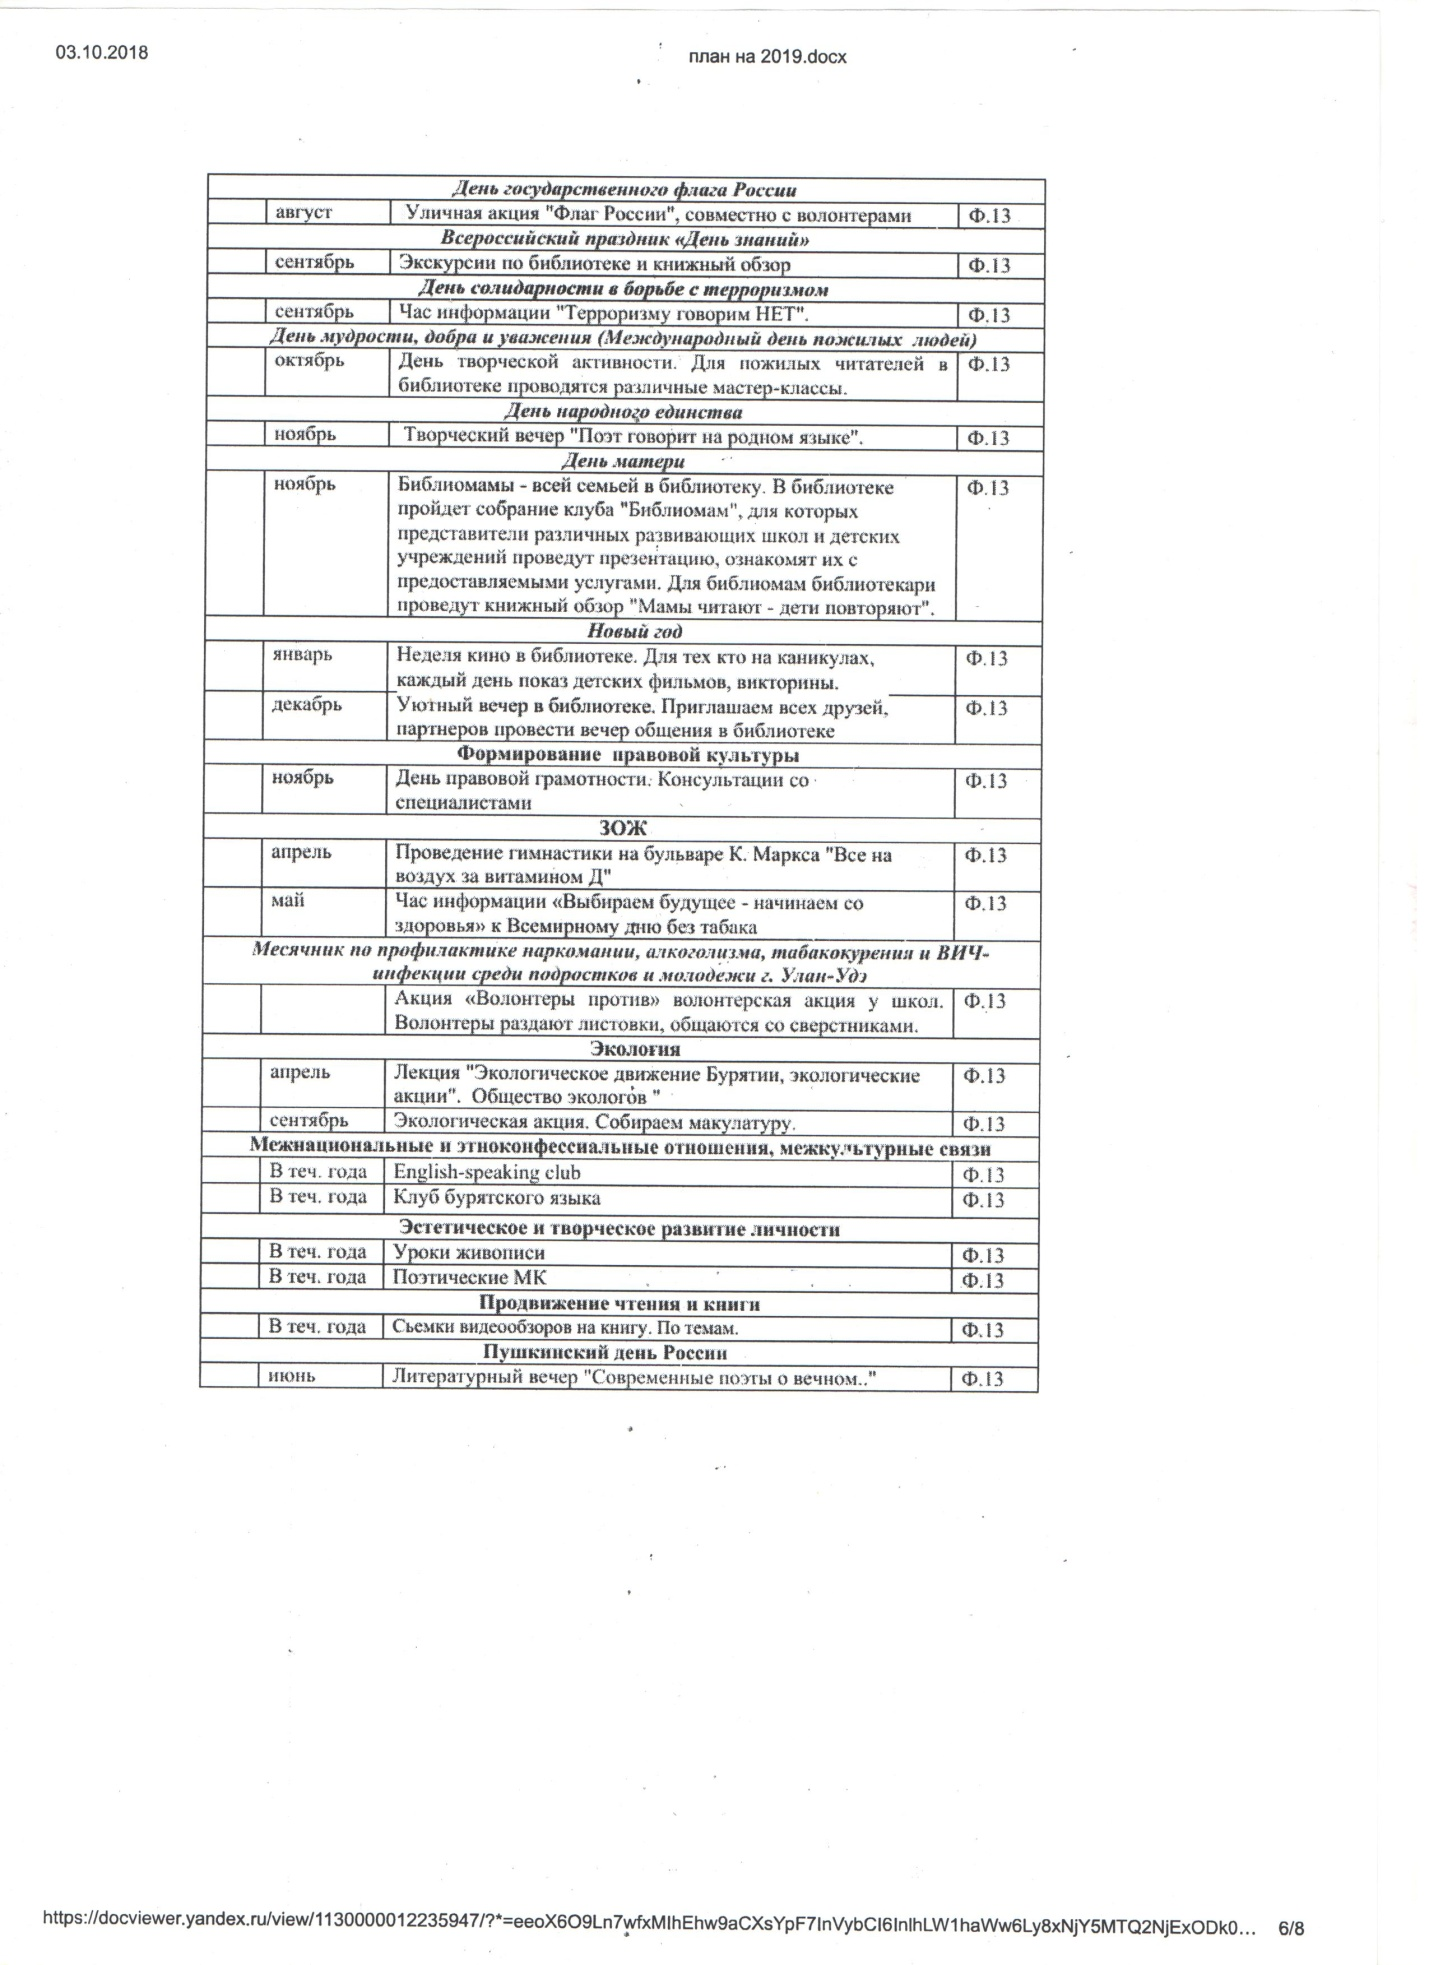 03.10.2018
план на 2019.docx
День государственного флага России
август Уличная акция "Флаг России", совместно с волонтерами Ф.13
Всероссийский праздник «День знаний»
сентябрь Экскурсии по библиотеке и книжный обзор Ф.13
День солидарности в борьбе с терроризмом
сентябрь Час информации "Терроризму говорим НЕТ". Ф.13
День мудрости, добра и уважения (Международный день пожилых людей)
октябрь День творческой активности. Для пожилых читателей в Ф.13
библиотеке проводятся различные мастер-классы.
День народного единства
ноябрь Творческий вечер "Поэт говорит на родном языке". Ф.13
День матери
ноябрь Библиомамы - всей семьей в библиотеку. В библиотеке Ф.13
пройдет собрание клуба "Библиомам", для которых
представители различных развивающих школ и детских
учреждений проведут презентацию, ознакомят их с
предоставляемыми услугами. Для библиомам библиотекари
проведут книжный обзор "Мамы читают - дети повторяют".
Новый год
январь Неделя кино в библиотеке. Для тех кто на каникулах, Ф.13
каждый день показ детских фильмов, викторины.
декабрь Уютный вечер в библиотеке. Приглашаем всех друзей, Ф.13
партнеров провести вечер общения в библиотеке
Формирование правовой культуры
ноябрь День правовой грамотности. Консультации со Ф.13
специалистами
ЗОЖ
апрель Проведение гимнастики на бульваре К. Маркса "Все на Ф.13
воздух за витамином Д"
май Час информации «Выбираем будущее - начинаем со Ф.13
здоровья» к Всемирному дню без табака
Месячник по профилактике наркомании, алкоголизма, табакокурения и ВИЧ-
инфекции среди подростков и молодежи г. Улан-Удэ
Акция «Волонтеры против» волонтерская акция у школ. Ф.13
Волонтеры раздают листовки, общаются со сверстниками.
Экология
апрель Лекция "Экологическое движение Бурятии, экологические Ф.13
акции". Общество экологов "
сентябрь Экологическая акция. Собираем макулатуру. Ф.13
Межнациональные и этноконфессиальные отношения, межкультурные связи
В теч. года English-speaking club Ф.13
В теч. года Клуб бурятского языка Ф.13
Эстетическое и творческое развитие личности
В теч. года Уроки живописи Ф.13
В теч. года Поэтические МК Ф.13
Продвижение чтения и книги
В теч. года Сьемки видеообзоров на книгу. По темам. Ф.13
Пушкинский день России
июнь Литературный вечер "Современные поэты о вечном.." Ф.13
https://docviewer.yandex.ru/view/1130000012235947/?*=eeoX6O9Ln7wfxMIhEhw9aCXsYpF7InVybCI6InlhLW1haWw6Ly8xNjY5MTQ2NjExODk0... 6/8